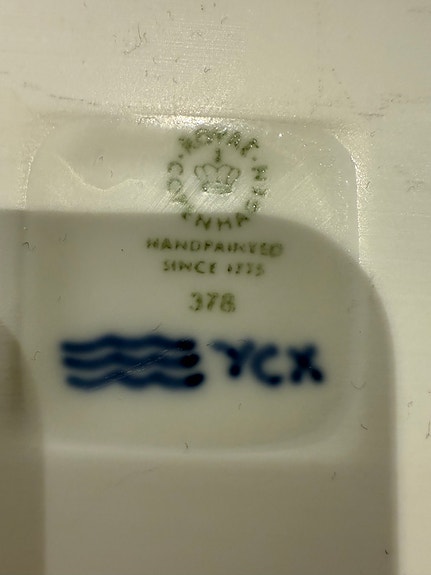 ROYAL COPENHAGEN
HANDPAINTED
SINCE 1775
378
YCX